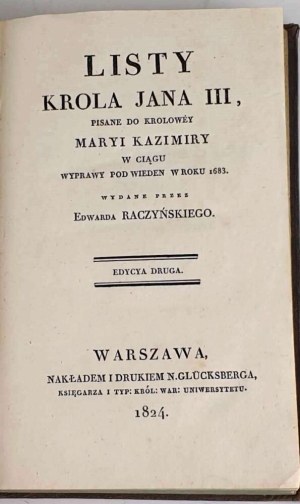 LISTY
KROLA JANA III,
PISANE DO KROLOWÉY
MARYI KAZIMIRY
W CIĄGU
WYPRAWY POD WIEDEN W ROKU 1683.
WYDANE PRZEZ
EDWARDA RACZYŃSKIEGO.
EDYCYA DRUGA.
WARSZAWA,
NAKŁADEM I DRUKIEM N. GLÜCKSBERGA,
KSIĘGARZA I TYP: KRÓL: WAR: UNIWERSYTETU.
1824.